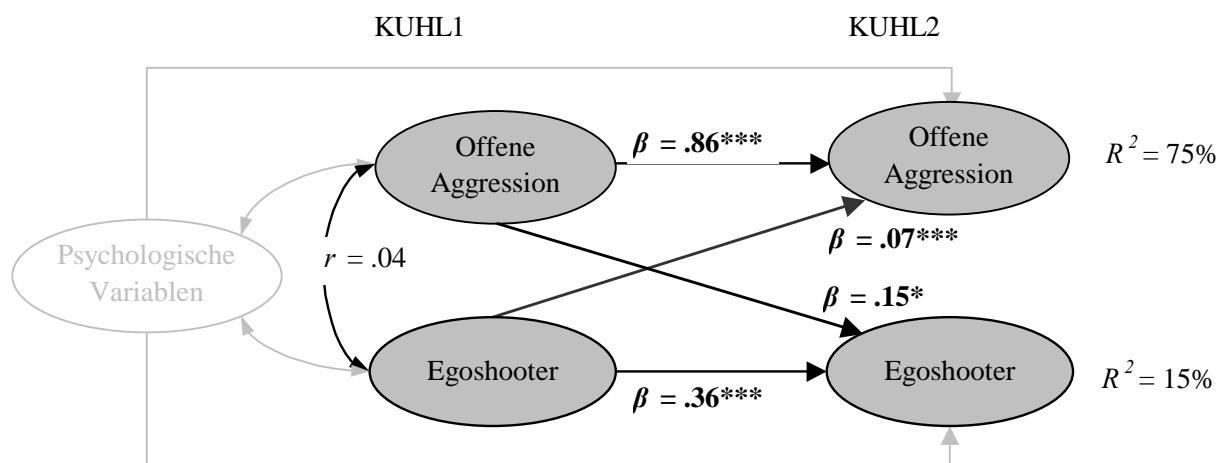 KUHL1 KUHL2
Offene
Aggression
β = .86***
Offene
Aggression
R² = 75%
Psychologische
Variablen
r = .04
β = .07***
β = .15*
Egoshooter
β = .36***
Egoshooter
R² = 15%